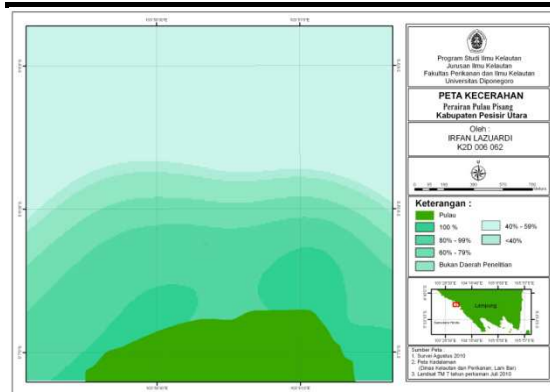 Program Studi Ilmu Kelautan
Jurusan Ilmu Kelautan
Fakultas Perikanan dan Ilmu Kelautan
Universitas Diponegoro
PETA KECERAHAN
Perairan Pulau Pisang
Kabupaten Pesisir Utara
Oleh :
IRFAN LAZUARDI
K2D 006 062
Keterangan :
Pulau
100 %
80% - 99%
60% - 79%
Bukan Daerah Penelitian
40% - 59%
<40%
Lampung
Sumber Peta :
1. Survei Agustus 2010
2. Peta Kedalaman
(Dinas Kelautan dan Perikanan, Lam Bar)
3. Landsat TM 7 tahun perekaman Juli 2010